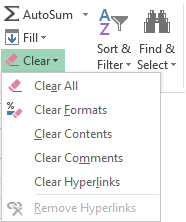 AutoSum
Fill
Clear
A
Z
Sort &
Filter
Find &
Select
Clear All
Clear Formats
Clear Contents
Clear Comments
Clear Hyperlinks
Remove Hyperlinks